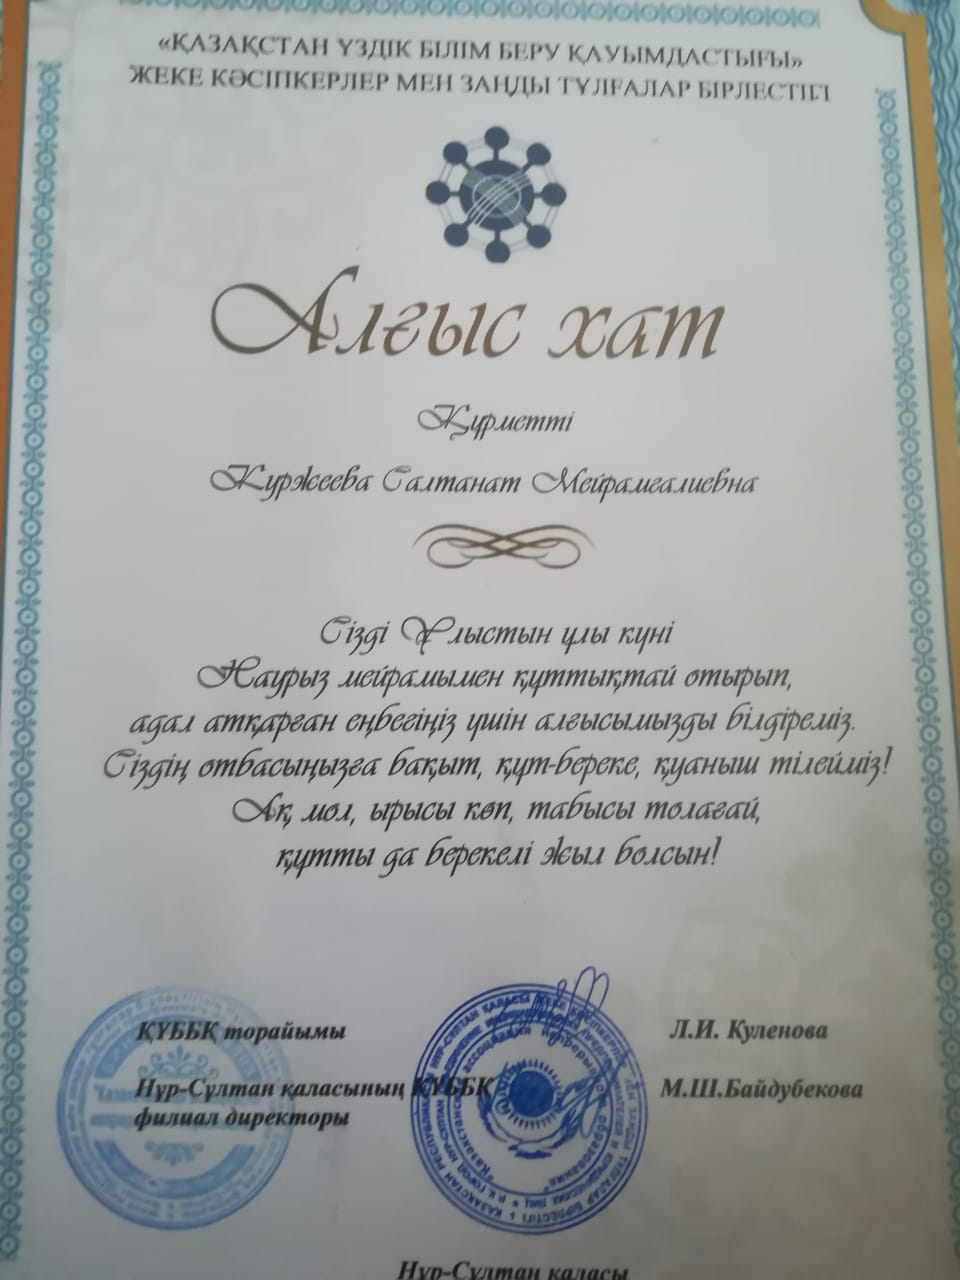 «ҚАЗАҚСТАН ҮЗДІК БІЛІМ БЕРУ ҚАУЫМДАСТЫҒЫ»
ЖЕКЕ КӘСІПКЕРЛЕР МЕН ЗАҢДЫ ТҰЛҒАЛАР БІРЛЕСТІГІ
Алғыс хат
Құрметті
Куржеева Салтанат Мейрамгалиевна
Сізді Ұлыстын ұлы күні
Наурыз мейрамымен құттықтай отырып,
адал атқарған еңбегіңіз үшін алғысымызды білдіреміз.
Сіздің отбасыңызға бақыт, құт-береке, қуаныш тілейміз!
Ақ мол, ырысы көп, табысы толағай,
құтты да берекелі жыл болсын!
ҚҮББҚ торайымы Л.И. Куленова
Нұр-Сұлтан қаласының ҚҮББҚ М.Ш.Байдубекова
филиал директоры
Нұр-Сұлтан қаласы